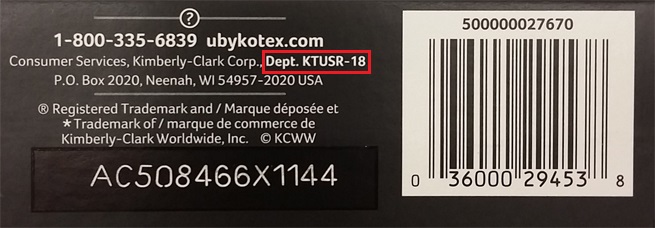 ?
1-800-335-6839 ubykotex.com
Consumer Services, Kimberly-Clark Corp., Dept. KTUSR-18
P.O. Box 2020, Neenah, WI 54957-2020 USA
® Registered Trademark and / Marque déposée et
*Trademark of / marque de commerce de
Kimberly-Clark Worldwide, Inc. © KCWW
AC508466X1144
500000027670
0 36000 29453 8